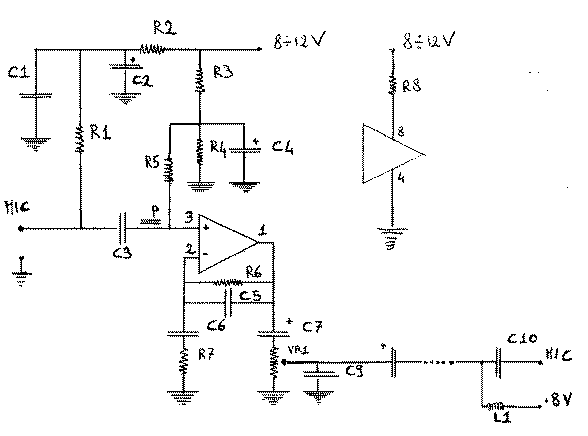 R2
8÷12V
8÷12V
C1
C2
R3
R8
R1
R5
R4
C4
8
4
MIC
P
3
1
C3
2
R6
C5
C6
C7
R7
VR1
C9
C10
MIC
+8V
L1